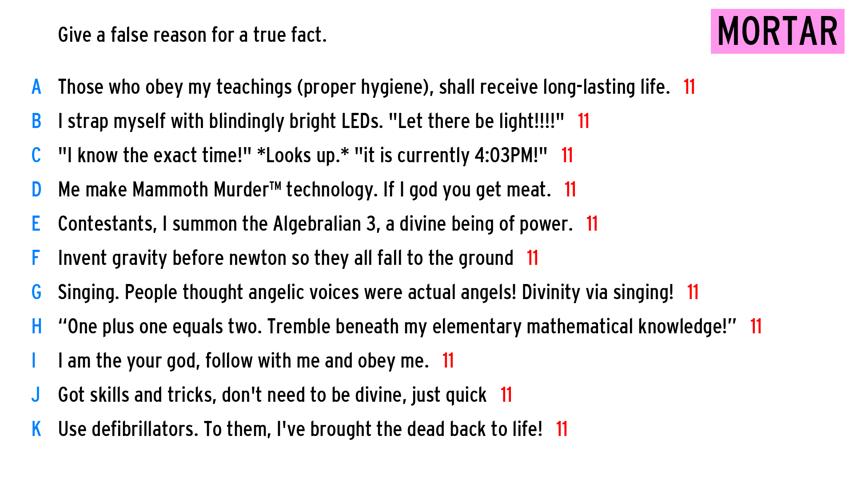 Give a false reason for a true fact.
MORTAR
A Those who obey my teachings (proper hygiene), shall receive long-lasting life. 11
B I strap myself with blindingly bright LEDs. "Let there be light!!!!" 11
C "I know the exact time!" *Looks up.* "it is currently 4:03PM!" 11
D Me make Mammoth Murder™ technology. If I god you get meat. 11
E Contestants, I summon the Algebralian 3, a divine being of power. 11
F Invent gravity before newton so they all fall to the ground 11
G Singing. People thought angelic voices were actual angels! Divinity via singing! 11
H “One plus one equals two. Tremble beneath my elementary mathematical knowledge!” 11
I I am the your god, follow with me and obey me. 11
J Got skills and tricks, don't need to be divine, just quick 11
K Use defibrillators. To them, I've brought the dead back to life! 11